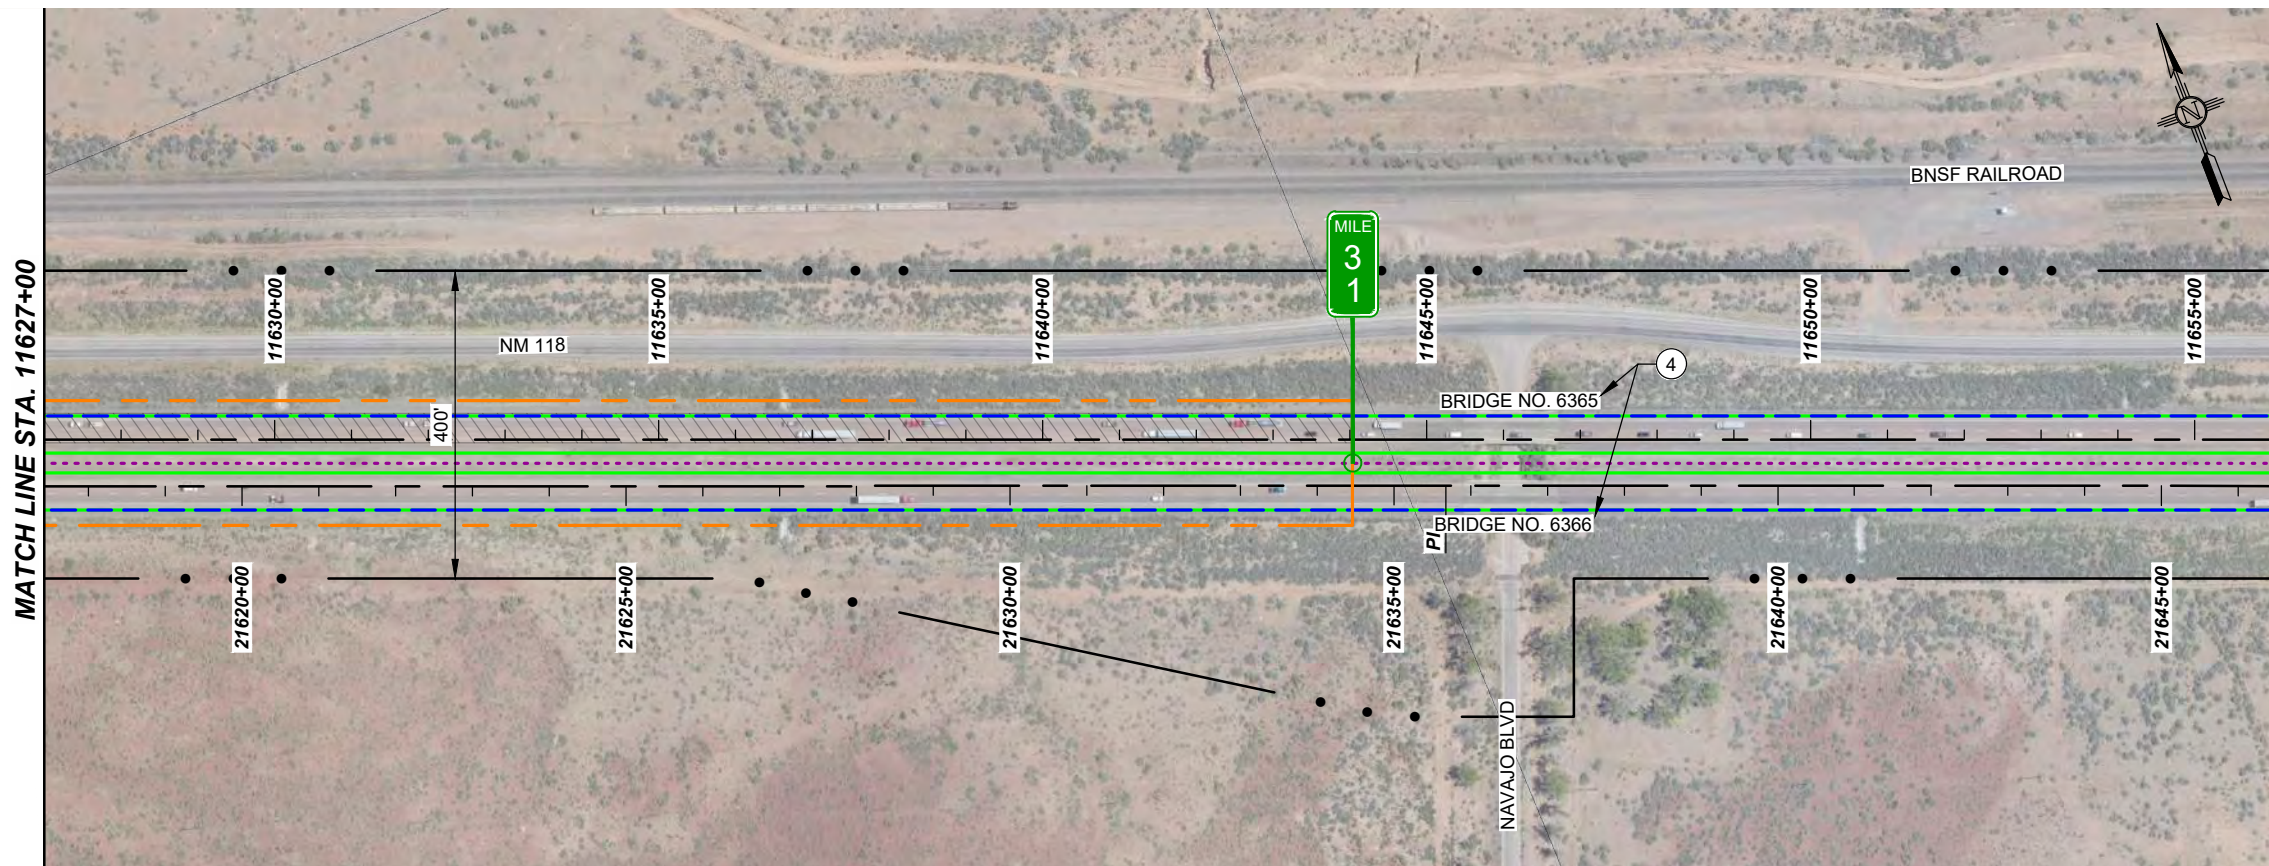 MATCH LINE STA. 11627+00
N
BNSF RAILROAD
MILE
3
1
11630+00
11635+00
11640+00
11645+00
11650+00
11655+00
NM 118
4
BRIDGE NO. 6365
400'
BRIDGE NO. 6366
PI
21620+00
21625+00
21630+00
21635+00
21640+00
21645+00
NAVAJO BLVD